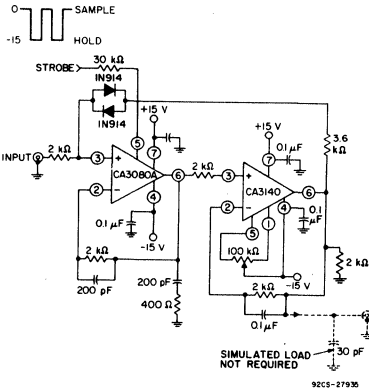 0 SAMPLE
-15 HOLD
STROBE
30 kΩ
1N914
1N914
+15 V
+15 V
0.1 µF
3.6 kΩ
INPUT
2 kΩ
3
+
5
7
CA3080A
6
2 kΩ
3
+
7
CA3140
6
2
−
4
0.1 µF
-15 V
2
−
5
1
4
0.1 µF
100 kΩ
-15 V
2 kΩ
2 kΩ
200 pF
200 pF
400 Ω
2 kΩ
0.1 µF
SIMULATED LOAD
NOT REQUIRED
30 pF
92CS-27935